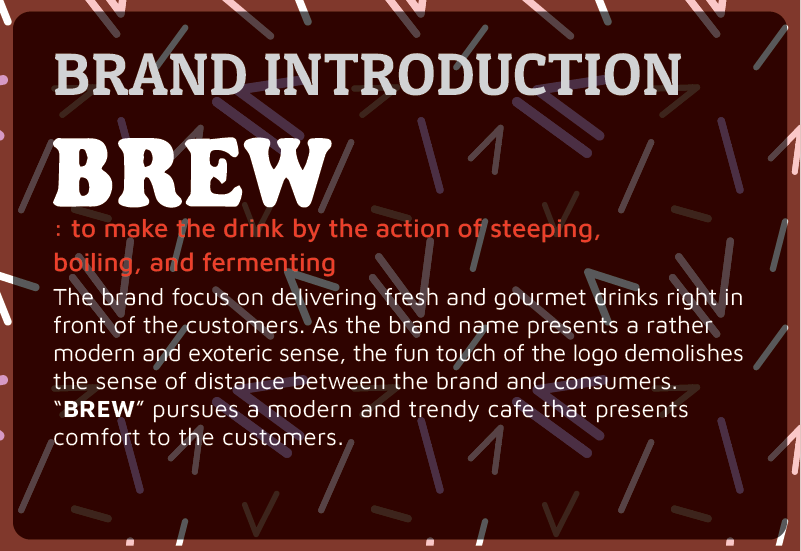 BRAND INTRODUCTION
BREW
: to make the drink by the action of steeping,
boiling, and fermenting
The brand focus on delivering fresh and gourmet drinks right in
front of the customers. As the brand name presents a rather
modern and exoteric sense, the fun touch of the logo demolishes
the sense of distance between the brand and consumers.
“BREW” pursues a modern and trendy cafe that presents
comfort to the customers.